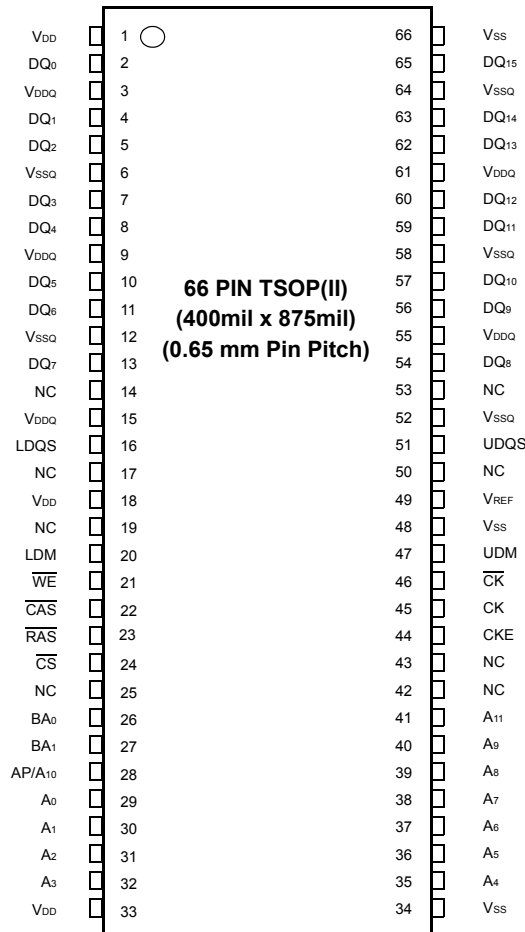 VDD 1 66 VSS
DQ0 2 65 DQ15
VDDQ 3 64 VSSQ
DQ1 4 63 DQ14
DQ2 5 62 DQ13
VSSQ 6 61 VDDQ
DQ3 7 60 DQ12
DQ4 8 59 DQ11
VDDQ 9 58 VSSQ
DQ5 10 66 PIN TSOP(II) 57 DQ10
DQ6 11 (400mil x 875mil) 56 DQ9
VSSQ 12 (0.65 mm Pin Pitch) 55 VDDQ
DQ7 13 54 DQ8
NC 14 53 NC
VDDQ 15 52 VSSQ
LDQS 16 51 UDQS
NC 17 50 NC
VDD 18 49 VREF
NC 19 48 VSS
LDM 20 47 UDM
WE 21 46 CK
CAS 22 45 CK
RAS 23 44 CKE
CS 24 43 NC
NC 25 42 NC
BA0 26 41 A11
BA1 27 40 A9
AP/A10 28 39 A8
A0 29 38 A7
A1 30 37 A6
A2 31 36 A5
A3 32 35 A4
VDD 33 34 VSS